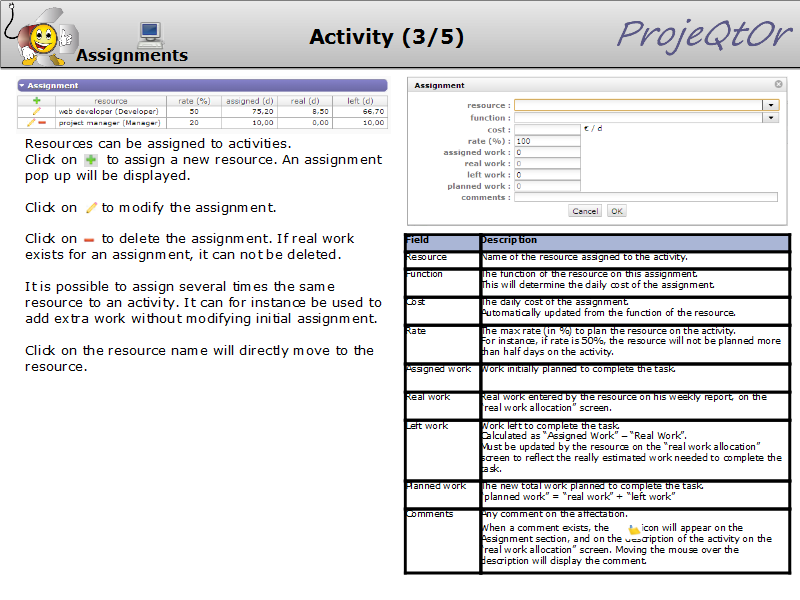 Assignments
Activity (3/5)
ProjeQtOr
Assignment
resource rate (%) assigned (d) real (d) left (d)
web developer (Developer) 50 75,20 8,50 66,70
project manager (Manager) 20 10,00 0,00 10,00
Resources can be assigned to activities.
Click on to assign a new resource. An assignment
pop up will be displayed.
Click on to modify the assignment.
Click on to delete the assignment. If real work
exists for an assignment, it can not be deleted.
It is possible to assign several times the same
resource to an activity. It can for instance be used to
add extra work without modifying initial assignment.
Click on the resource name will directly move to the
resource.
Assignment
resource :
function :
cost : € / d
rate (%) : 100
assigned work : 0
real work : 0
left work : 0
planned work : 0
comments :
Cancel OK
Field Description
Resource Name of the resource assigned to the activity.
Function The function of the resource on this assignment.
This will determine the daily cost of the assignment.
Cost The daily cost of the assignment.
Automatically updated from the function of the resource.
Rate The max rate (in %) to plan the resource on the activity.
For instance, if rate is 50%, the resource will not be planned more
than half days on the activity.
Assigned work Work initially planned to complete the task.
Real work Real work entered by the resource on his weekly report, on the
“real work allocation” screen.
Left work Work left to complete the task.
Calculated as “Assigned Work” – “Real Work”.
Must be updated by the resource on the “real work allocation”
screen to reflect the really estimated work needed to complete the
task.
Planned work The new total work planned to complete the task.
“planned work” = “real work” + “left work”
Comments Any comment on the affectation.
When a comment exists, the icon will appear on the
Assignment section, and on the description of the activity on the
“real work allocation” screen. Moving the mouse over the
description will display the comment.